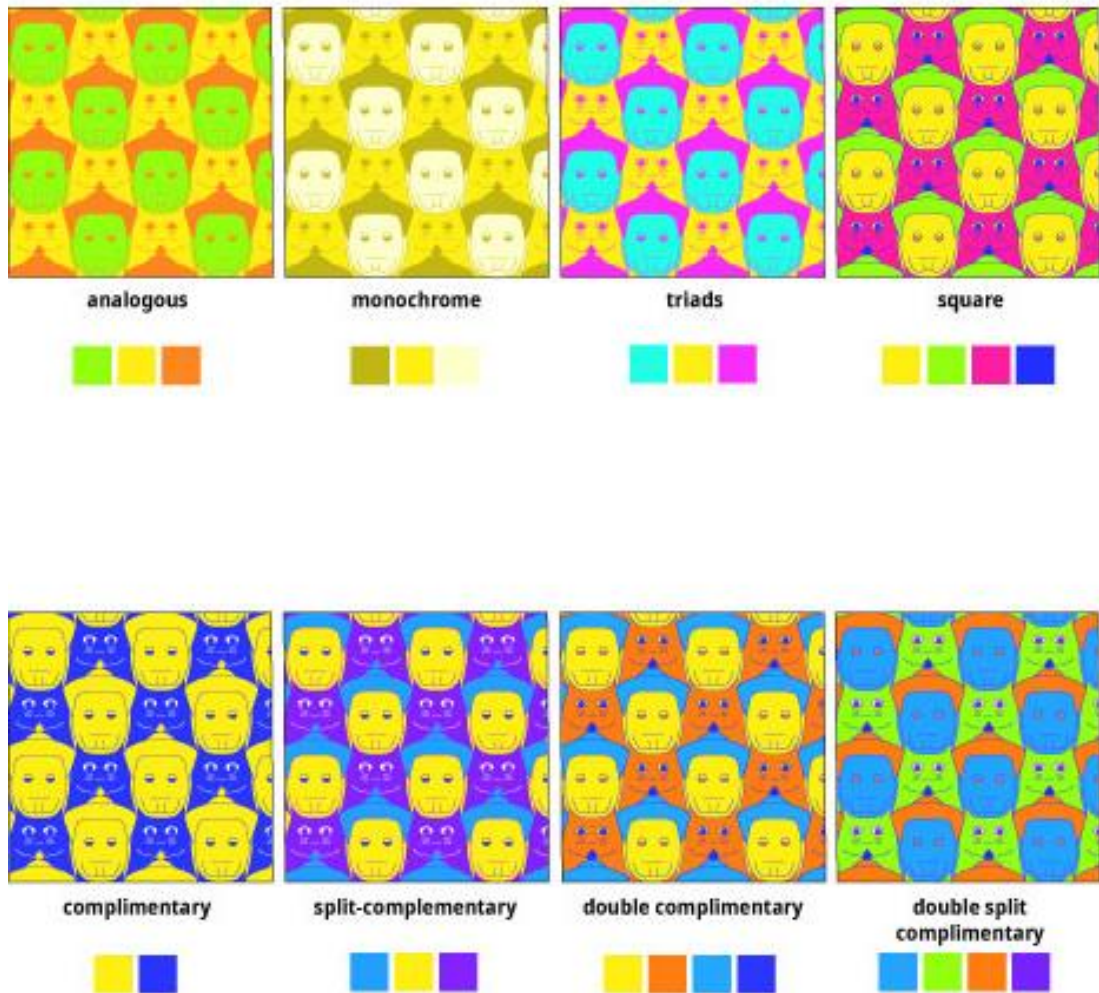 analogous
monochrome
triads
square
complimentary
split-complementary
double complimentary
double split
complimentary